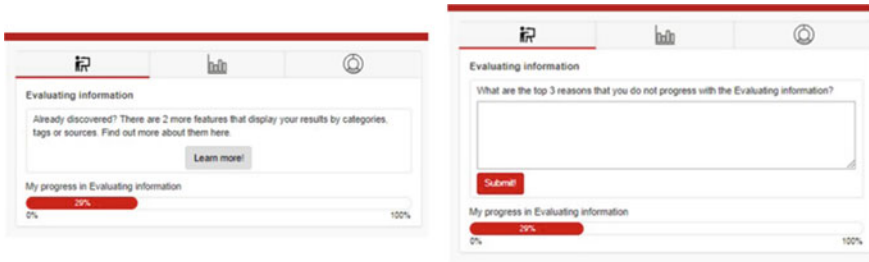 Evaluating information
Already discovered? There are 2 more features that display your results by categories,
tags or sources. Find out more about them here.
Learn more!
My progress in Evaluating information
29%
0% 100%
Evaluating information
What are the top 3 reasons that you do not progress with the Evaluating information?
Submit!
My progress in Evaluating information
29%
0% 100%